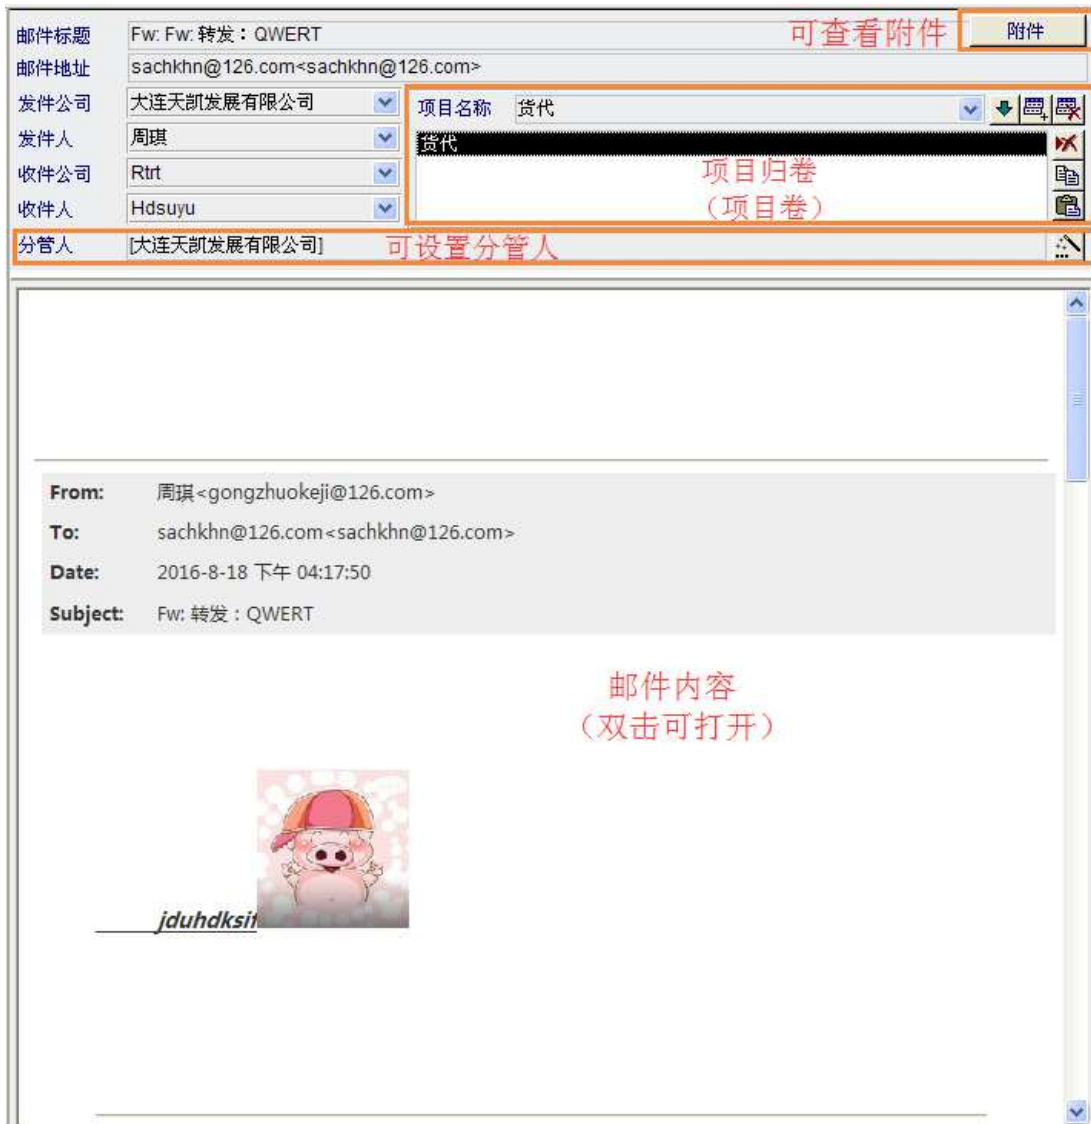 邮件标题 Fw: Fw: 转发：QWERT 可查看附件 附件
邮件地址 sachkhn@126.com<sachkhn@126.com>
发件公司 大连天凯发展有限公司 项目名称 货代
发件人 周琪 货代
收件公司 Rtrt 项目归卷
收件人 Hdsuyu （项目卷）
分管人 [大连天凯发展有限公司] 可设置分管人
From: 周琪<gongzhuokeji@126.com>
To: sachkhn@126.com<sachkhn@126.com>
Date: 2016-8-18 下午 04:17:50
Subject: Fw: 转发：QWERT
邮件内容
（双击可打开）
jduhdksif